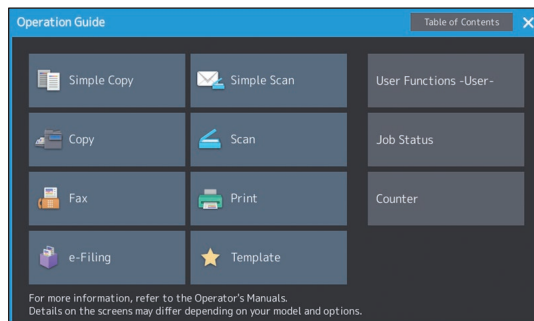 Operation Guide
Table of Contents
Simple Copy
Simple Scan
User Functions -User-
Copy
Scan
Job Status
Fax
Print
Counter
e-Filing
Template
For more information, refer to the Operator's Manuals.
Details on the screens may differ depending on your model and options.